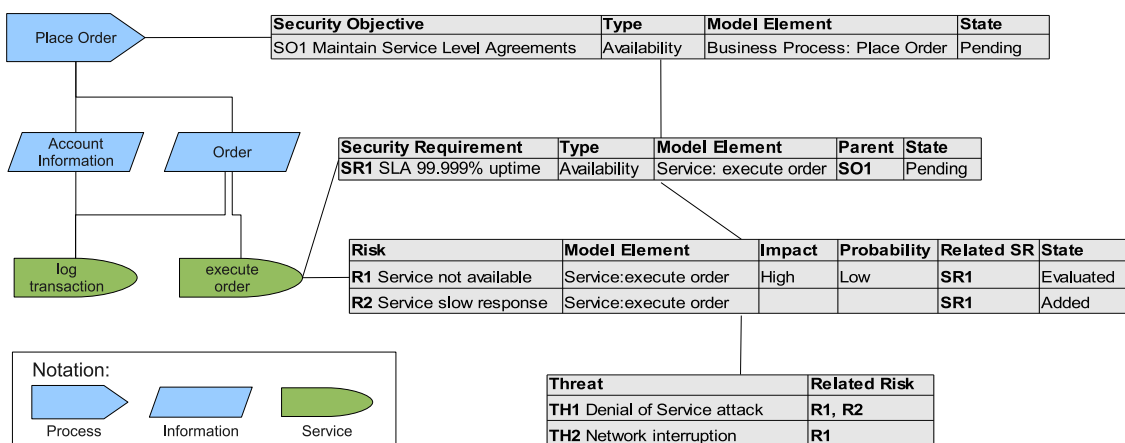 Place Order
Security Objective Type Model Element State
SO1 Maintain Service Level Agreements Availability Business Process: Place Order Pending
Account
Information
Order
Security Requirement Type Model Element Parent State
SR1 SLA 99.999% uptime Availability Service: execute order SO1 Pending
log
transaction
execute
order
Risk Model Element Impact Probability Related SR State
R1 Service not available Service:execute order High Low SR1 Evaluated
R2 Service slow response Service:execute order SR1 Added
Notation:
Process Information Service
Threat Related Risk
TH1 Denial of Service attack R1, R2
TH2 Network interruption R1